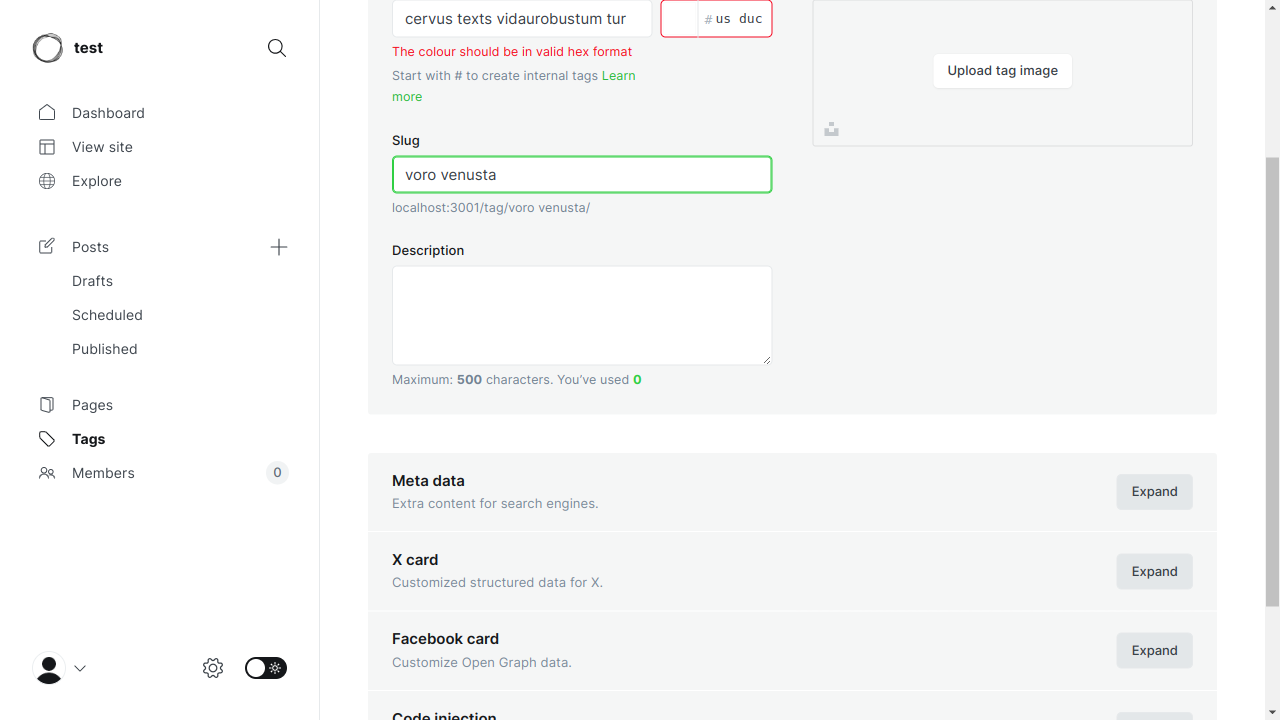 test
Dashboard
View site
Explore
Posts
Drafts
Scheduled
Published
Pages
Tags
Members 0
cervus texts vidaurobustum tur # us duc
The colour should be in valid hex format
Start with # to create internal tags Learn
more
Slug
voro venusta
localhost:3001/tag/voro venusta/
Description
Maximum: 500 characters. You’ve used 0
Upload tag image
Meta data
Extra content for search engines.
Expand
X card
Customized structured data for X.
Expand
Facebook card
Customize Open Graph data.
Expand
Code injection